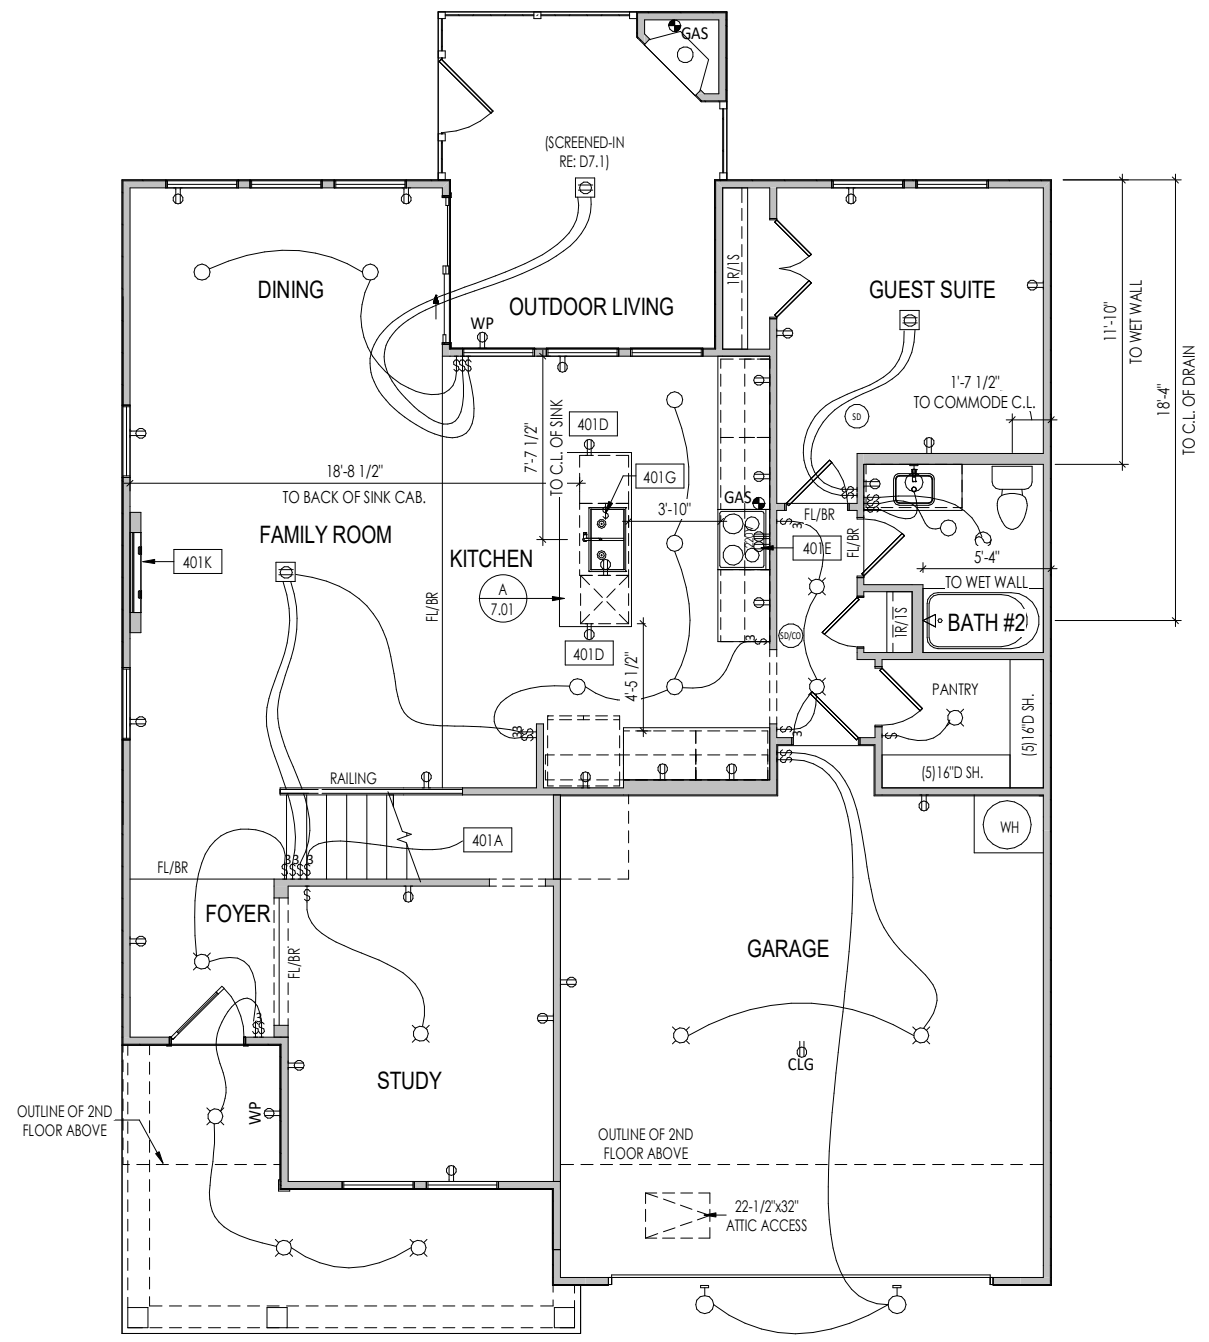 GAS
(SCREENED-IN
RE: D7.1)
DINING
OUTDOOR LIVING
WP
1R/1S
GUEST SUITE
11'-10"
TO WET WALL
18'-4"
TO C.L. OF DRAIN
1'-7 1/2"
TO COMMODE C.L.
SD
7'-7 1/2"
TO C.L. OF SINK
401D
401G
18'-8 1/2"
TO BACK OF SINK CAB.
3'-10"
GAS
FL/BR
FAMILY ROOM
KITCHEN
401E
FL/BR
5'-4"
TO WET WALL
401K
A
7.01
FL/BR
1R/1S
BATH #2
SD/CO
401D
4'-5 1/2"
PANTRY
(5)16"D SH.
(5)16"D SH.
RAILING
WH
401A
FL/BR
FOYER
FL/BR
GARAGE
CLG
STUDY
WP
OUTLINE OF 2ND
FLOOR ABOVE
OUTLINE OF 2ND
FLOOR ABOVE
22-1/2"x32"
ATTIC ACCESS